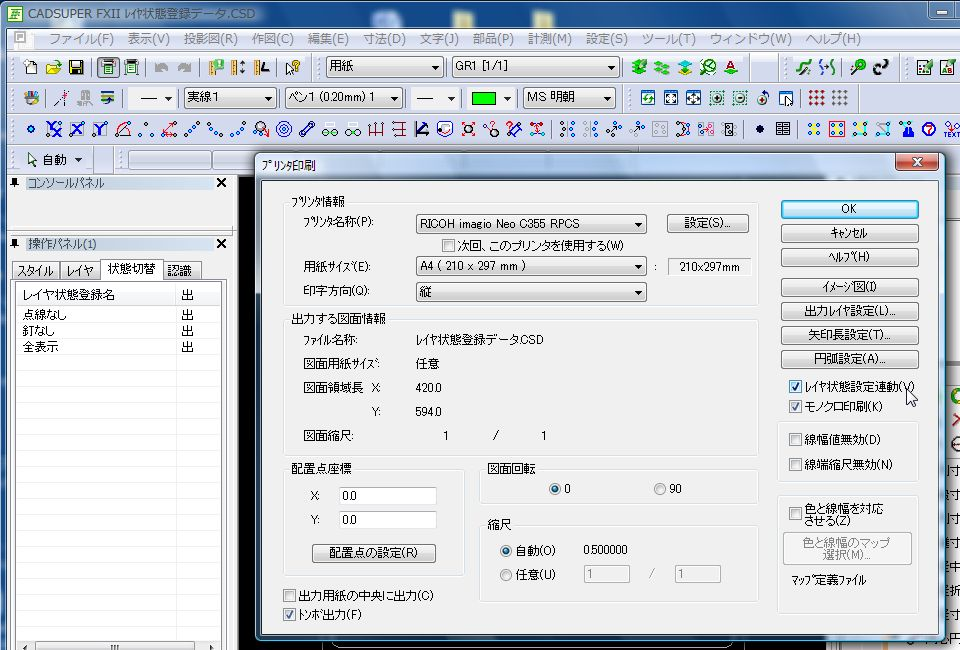 CADSUPER FXII ﾚｲﾔ状態登録データ.CSD
ファイル(F) 表示(V) 投影図(R) 作図(C) 編集(E) 寸法(D) 文字(J) 部品(P) 計測(M) 設定(S) ツール(T) ウィンドウ(W) ヘルプ(H)
用紙 GR1 [1/1]
実線1 ペン1 (0.20mm) 1 MS 明朝
TEXT
自動
コンソールパネル
操作パネル(1)
スタイル レイヤ 状態切替 認識
レイヤ状態登録名 出
点線なし 出
釘なし 出
全表示 出
ﾌﾟﾘﾝﾀ印刷
ﾌﾟﾘﾝﾀ情報
ﾌﾟﾘﾝﾀ名称(P): RICOH imagio Neo C355 RPCS 設定(S)...
次回、このプリンタを使用する(W)
用紙ｻｲｽﾞ(E): A4 ( 210 x 297 mm ) : 210x297mm
印字方向(Q): 縦
出力する図面情報
ﾌｧｲﾙ名称: レイヤ状態登録データ.CSD
図面用紙ｻｲｽﾞ: 任意
図面領域長 X: 420.0
Y: 594.0
図面縮尺: 1 / 1
配置点座標
X: 0.0
Y: 0.0
配置点の設定(R)
出力用紙の中央に出力(C)
ﾄﾝﾎﾞ出力(F)
図面回転
0 90
縮尺
自動(O) 0.500000
任意(U) 1 / 1
OK
ｷｬﾝｾﾙ
ﾍﾙﾌﾟ(H)
ｲﾒｰｼﾞ図(I)
出力ﾚｲﾔ設定(L)...
矢印長設定(T)...
円弧設定(A)...
ﾚｲﾔ状態設定連動(V)
モノクロ印刷(K)
線幅値無効(D)
線端縮尺無効(N)
色と線幅を対応
させる(Z)
色と線幅のマップ
選択(M)...
ﾏｯﾌﾟ定義ﾌｧｲﾙ